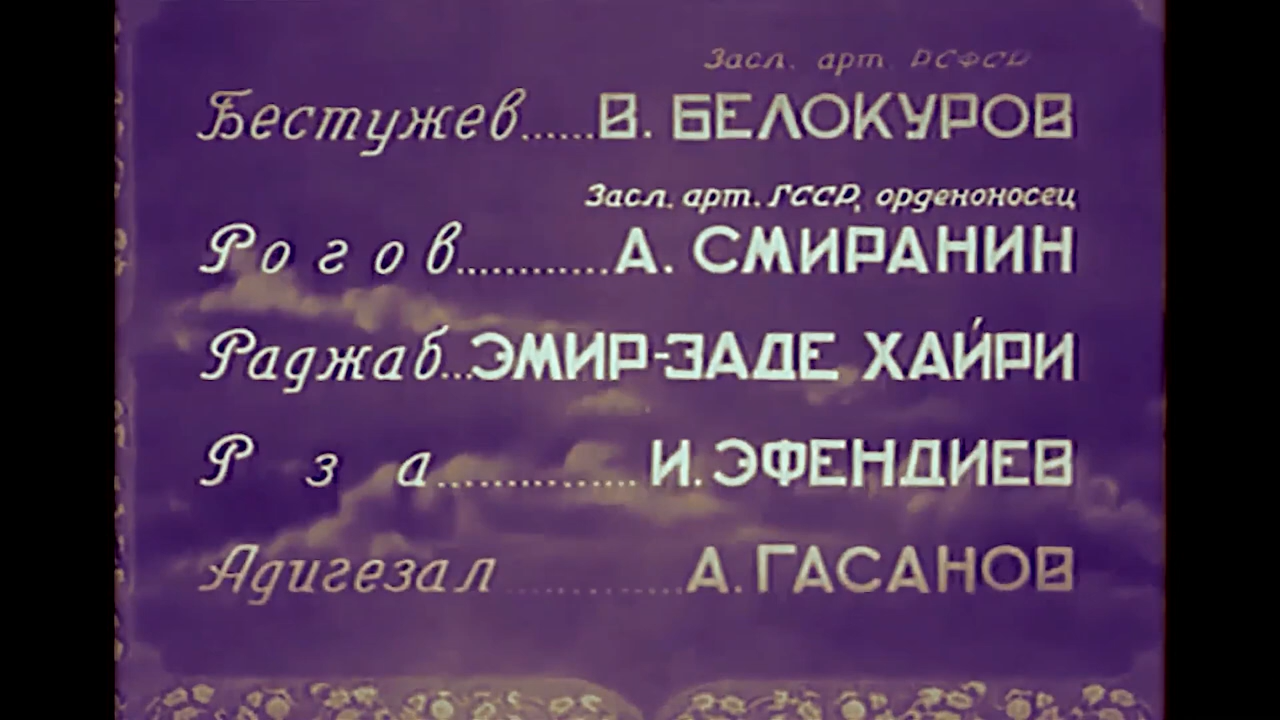 Засл. арт. РСФСР
Бестужев......В. БЕЛОКУРОВ
Засл. арт. ГССР, орденоносец
Рогов............А. СМИРАНИН
Раджаб...ЭМИР-ЗАДЕ ХАЙРИ
Рза...............И. ЭФЕНДИЕВ
Адигезал.............А. ГАСАНОВ